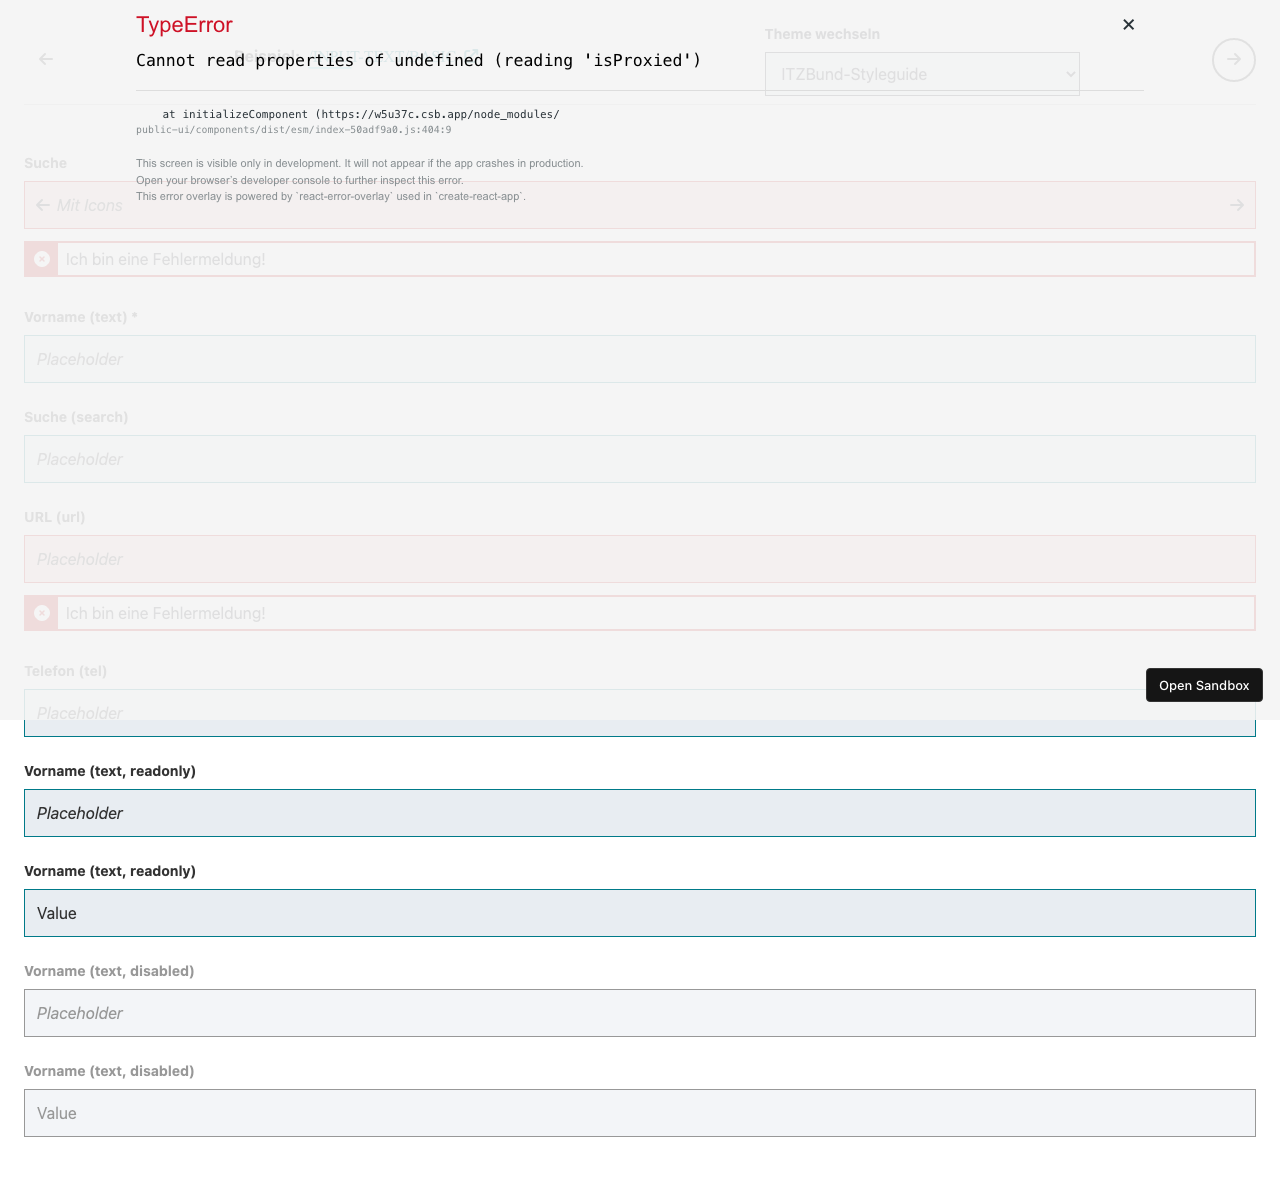 TypeError
Cannot read properties of undefined (reading 'isProxied')
Beispiel: INPUT-TEXT/BASIC
Theme wechseln
ITZBund-Styleguide
at initializeComponent (https://w5u37c.csb.app/node_modules/
public-ui/components/dist/esm/index-50adf9a0.js:404:9
This screen is visible only in development. It will not appear if the app crashes in production.
Open your browser's developer console to further inspect this error.
This error overlay is powered by `react-error-overlay` used in `create-react-app`.
Suche
Mit Icons
Ich bin eine Fehlermeldung!
Vorname (text) *
Placeholder
Suche (search)
Placeholder
URL (url)
Placeholder
Ich bin eine Fehlermeldung!
Telefon (tel)
Open Sandbox
Placeholder
Vorname (text, readonly)
Placeholder
Vorname (text, readonly)
Value
Vorname (text, disabled)
Placeholder
Vorname (text, disabled)
Value